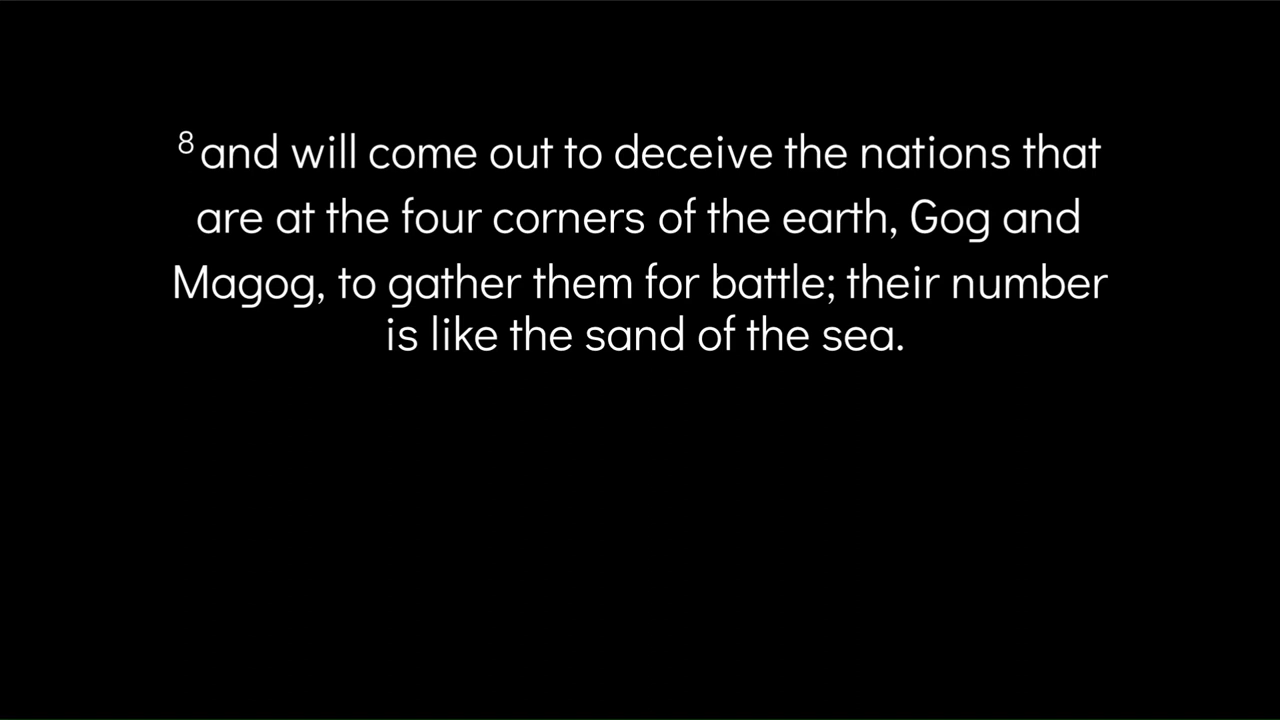 8 and will come out to deceive the nations that
are at the four corners of the earth, Gog and
Magog, to gather them for battle; their number
is like the sand of the sea.